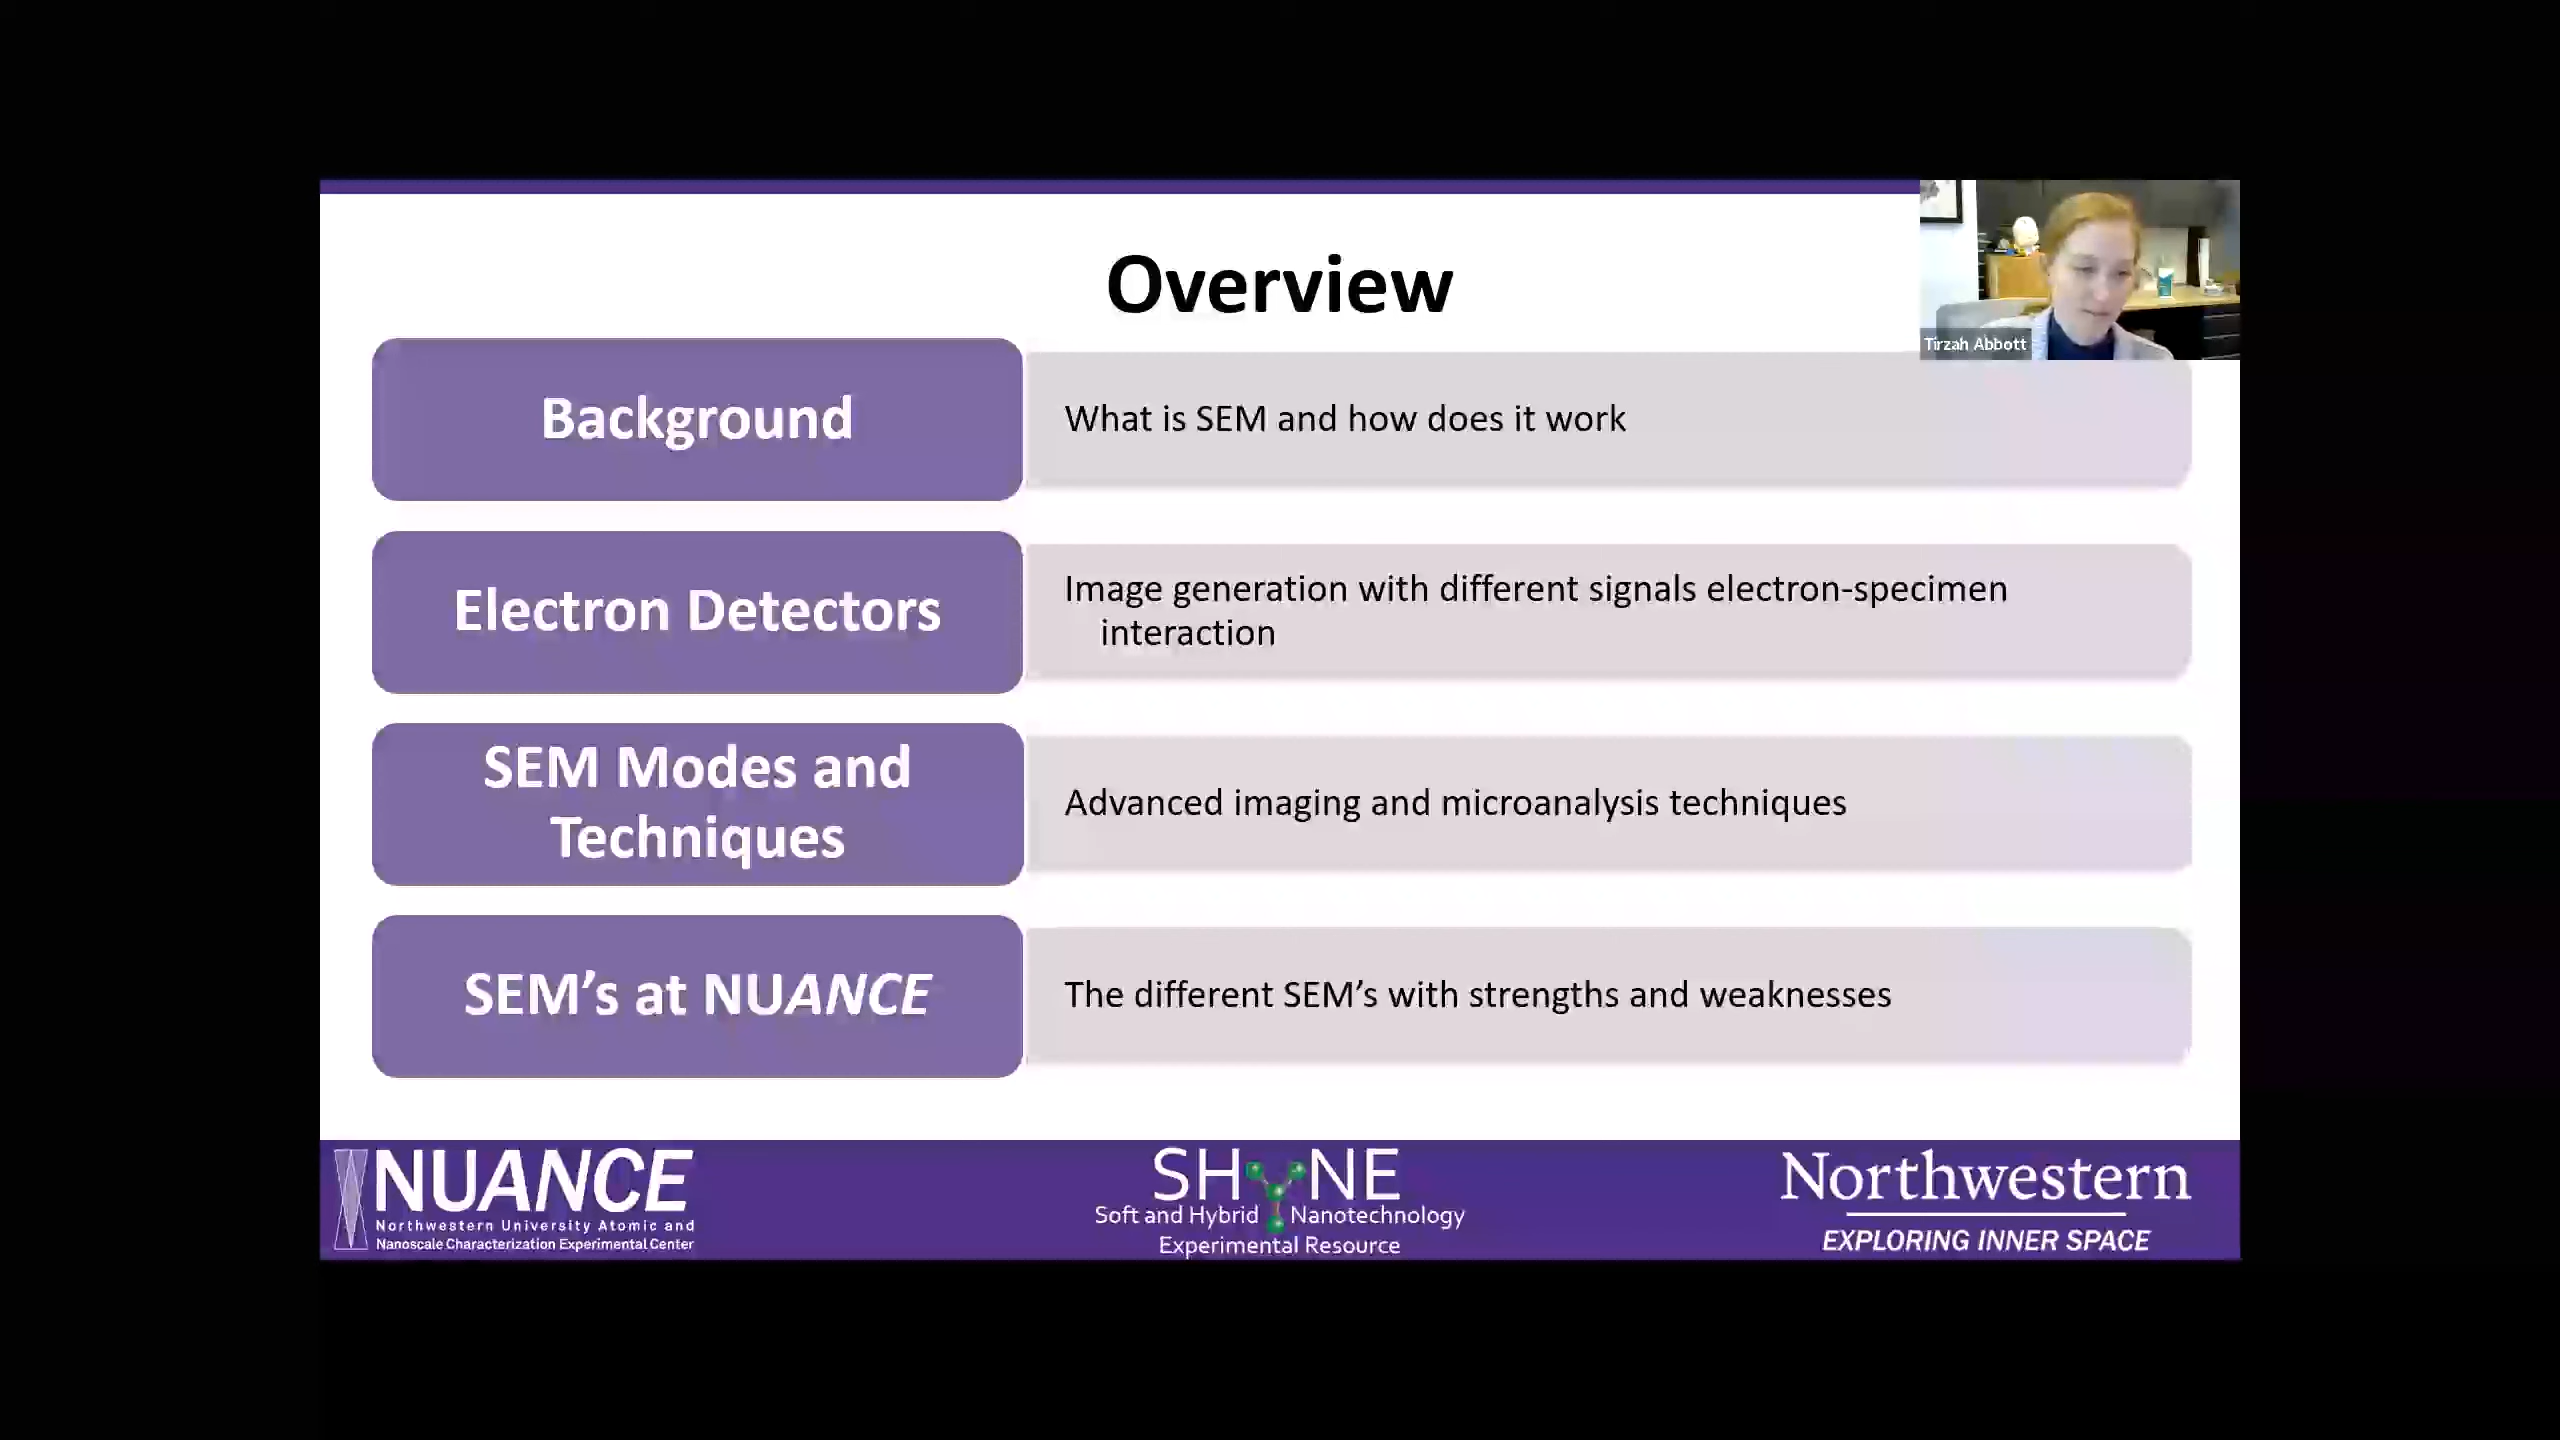 Overview
Tirzah Abbott
Background
What is SEM and how does it work
Electron Detectors
Image generation with different signals electron-specimen
interaction
SEM Modes and
Techniques
Advanced imaging and microanalysis techniques
SEM’s at NUANCE
The different SEM’s with strengths and weaknesses
NUANCE
Northwestern University Atomic and
Nanoscale Characterization Experimental Center
SHYNE
Soft and Hybrid Nanotechnology
Experimental Resource
Northwestern
EXPLORING INNER SPACE